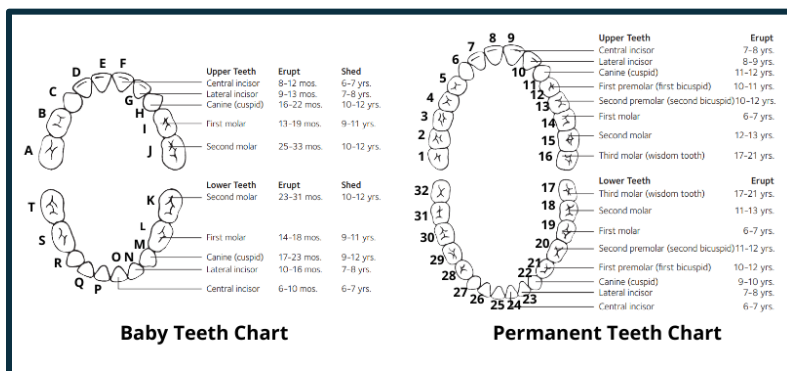 E F
D
C
B
A
G
H
I
J
Upper Teeth Erupt Shed
Central incisor 8–12 mos. 6–7 yrs.
Lateral incisor 9–13 mos. 7–8 yrs.
Canine (cuspid) 16–22 mos. 10–12 yrs.
First molar 13–19 mos. 9–11 yrs.
Second molar 25–33 mos. 10–12 yrs.
T
S
R
Q
P
O N
M
L
K
Lower Teeth Erupt Shed
Second molar 23–31 mos. 10–12 yrs.
First molar 14–18 mos. 9–11 yrs.
Canine (cuspid) 17–23 mos. 9–12 yrs.
Lateral incisor 10–16 mos. 7–8 yrs.
Central incisor 6–10 mos. 6–7 yrs.
Baby Teeth Chart
8 9
7
6
5
4
3
2
1
10
11
12
13
14
15
16
Upper Teeth Erupt
Central incisor 7–8 yrs.
Lateral incisor 8–9 yrs.
Canine (cuspid) 11–12 yrs.
First premolar (first bicuspid) 10–11 yrs.
Second premolar (second bicuspid) 10–12 yrs.
First molar 6–7 yrs.
Second molar 12-13 yrs.
Third molar (wisdom tooth) 17–21 yrs.
32
31
30
29
28
27
26
25 24
23
22
21
20
19
18
17
Lower Teeth Erupt
Third molar (wisdom tooth) 17–21 yrs.
Second molar 11–13 yrs.
First molar 6–7 yrs.
Second premolar (second bicuspid) 11–12 yrs.
First premolar (first bicuspid) 10–12 yrs.
Canine (cuspid) 9–10 yrs.
Lateral incisor 7–8 yrs.
Central incisor 6–7 yrs.
Permanent Teeth Chart